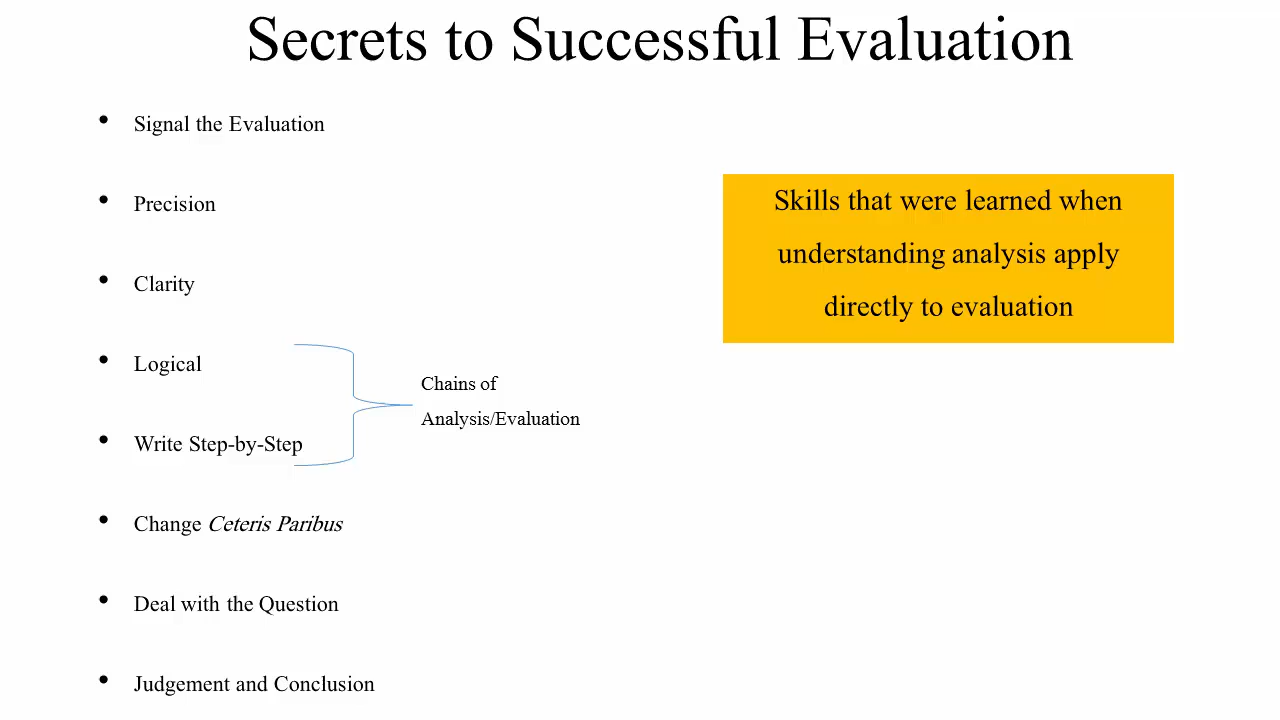 Secrets to Successful Evaluation
• Signal the Evaluation
• Precision
• Clarity
• Logical
• Write Step-by-Step
Chains of
Analysis/Evaluation
• Change Ceteris Paribus
• Deal with the Question
• Judgement and Conclusion
Skills that were learned when
understanding analysis apply
directly to evaluation